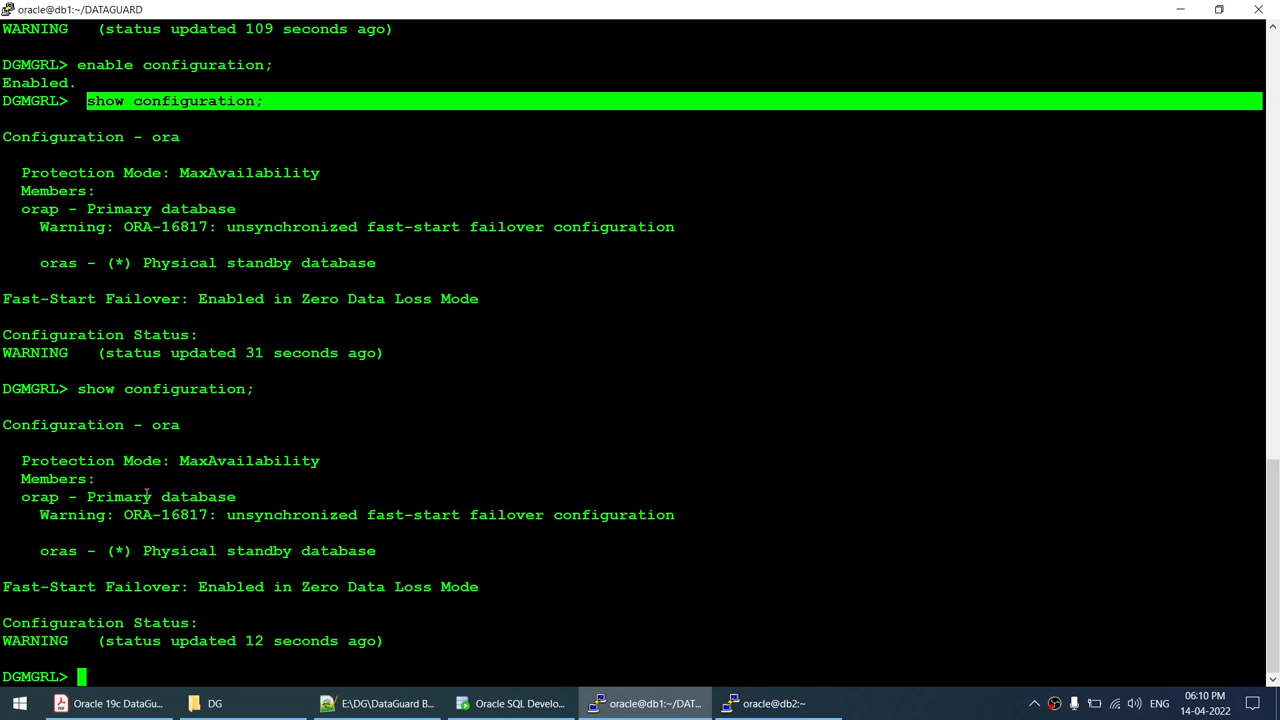 oracle@db1:~/DATAGUARD
WARNING   (status updated 109 seconds ago)
DGMGRL> enable configuration;
Enabled.
DGMGRL>  show configuration;
Configuration - ora
Protection Mode: MaxAvailability
Members:
orap - Primary database
Warning: ORA-16817: unsynchronized fast-start failover configuration
oras - (*) Physical standby database
Fast-Start Failover: Enabled in Zero Data Loss Mode
Configuration Status:
WARNING   (status updated 31 seconds ago)
DGMGRL> show configuration;
Configuration - ora
Protection Mode: MaxAvailability
Members:
orap - Primary database
Warning: ORA-16817: unsynchronized fast-start failover configuration
oras - (*) Physical standby database
Fast-Start Failover: Enabled in Zero Data Loss Mode
Configuration Status:
WARNING   (status updated 12 seconds ago)
DGMGRL>
Oracle 19c DataGu... DG E:\DG\DataGuard B... Oracle SQL Develo... oracle@db1:~/DAT... oracle@db2:~ ENG 06:10 PM
14-04-2022